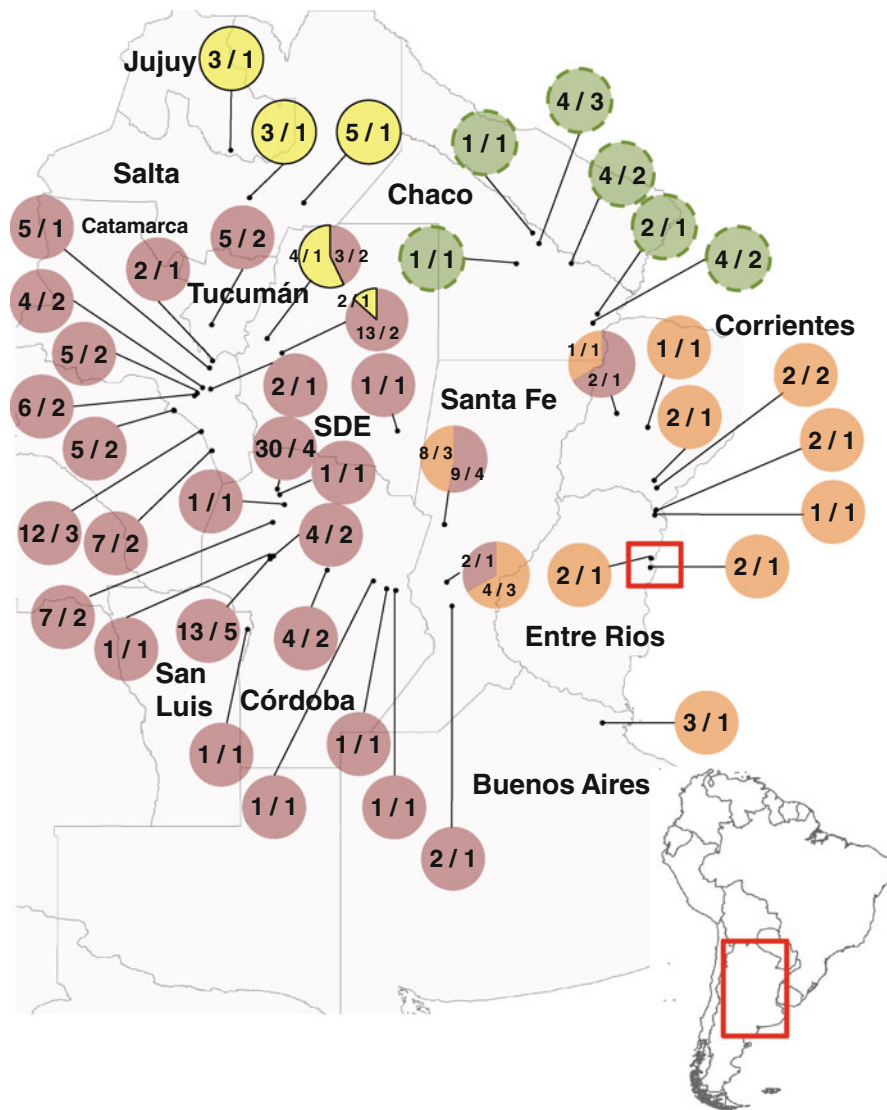 Jujuy
3 / 1
3 / 1
5 / 1
4 / 3
1 / 1
4 / 2
Salta
Chaco
2 / 1
4 / 2
5 / 1
Catamarca
5 / 2
4 / 1
3 / 2
1 / 1
2 / 1
Tucumán
4 / 2
2 / 1
13 / 2
Corrientes
5 / 2
1 / 1
2 / 1
1 / 1
2 / 2
2 / 1
1 / 1
Santa Fe
6 / 2
2 / 1
SDE
5 / 2
30 / 4
8 / 3
9 / 4
2 / 1
1 / 1
1 / 1
1 / 1
12 / 3
7 / 2
4 / 2
2 / 1
4 / 3
2 / 1
2 / 1
7 / 2
1 / 1
13 / 5
4 / 2
Entre Rios
San
Luis
Córdoba
3 / 1
1 / 1
1 / 1
Buenos Aires
1 / 1
1 / 1
2 / 1